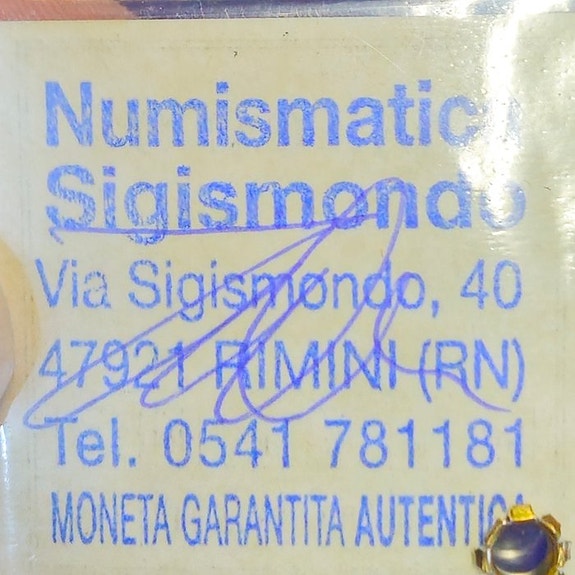 Numismatica
Sigismondo
Via Sigismondo, 40
47921 RIMINI (RN)
Tel. 0541 781181
MONETA GARANTITA AUTENTICA